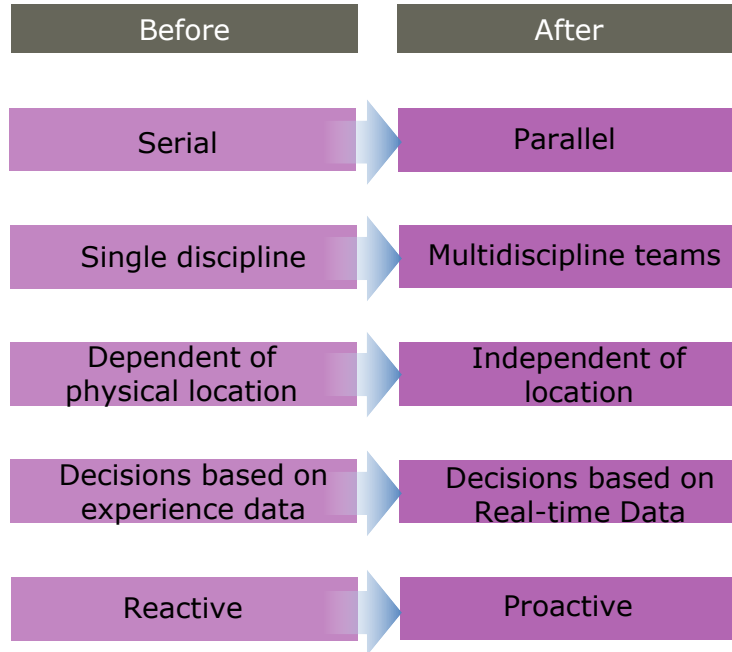 Before
After
Serial
Parallel
Single discipline
Multidiscipline teams
Dependent of
physical location
Independent of
location
Decisions based on
experience data
Decisions based on
Real-time Data
Reactive
Proactive